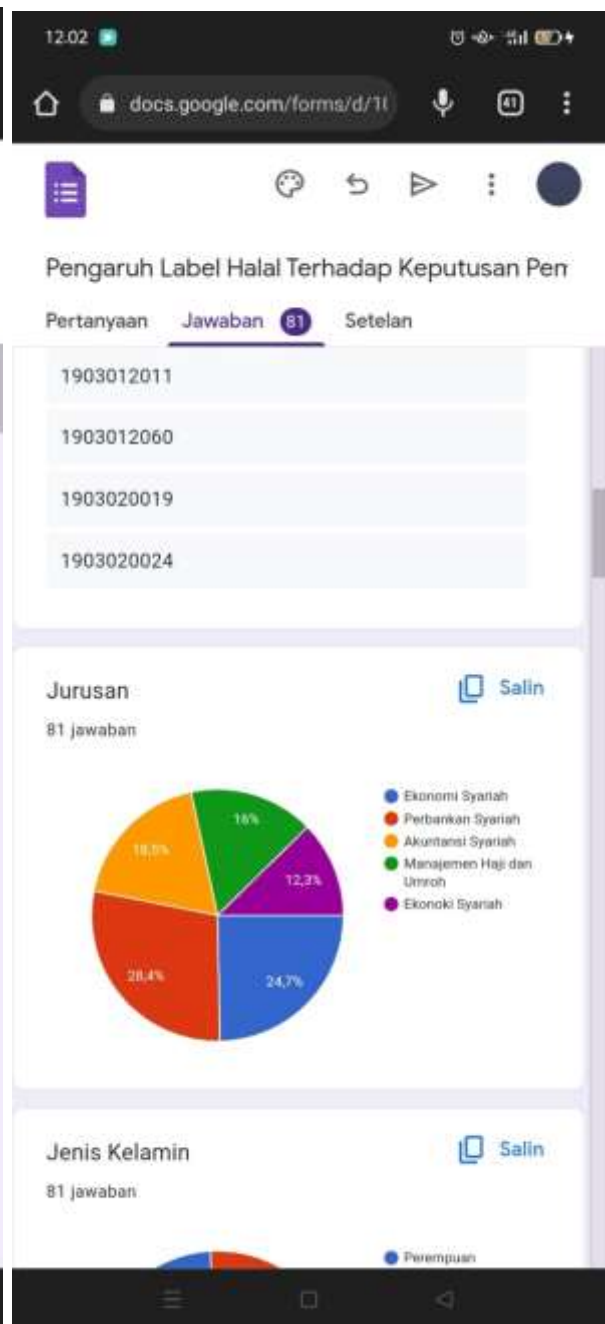 12.02
docs.google.com/forms/d/1
41
Pengaruh Label Halal Terhadap Keputusan Pem
Pertanyaan Jawaban 81 Setelan
1903012011
1903012060
1903020019
1903020024
Jurusan
Salin
81 jawaban
16%
18,5%
12,3%
28,4%
24,7%
Ekonomi Syariah
Perbankan Syariah
Akuntansi Syariah
Manajemen Haji dan
Umroh
Ekonoki Syariah
Jenis Kelamin
Salin
81 jawaban
Perempuan